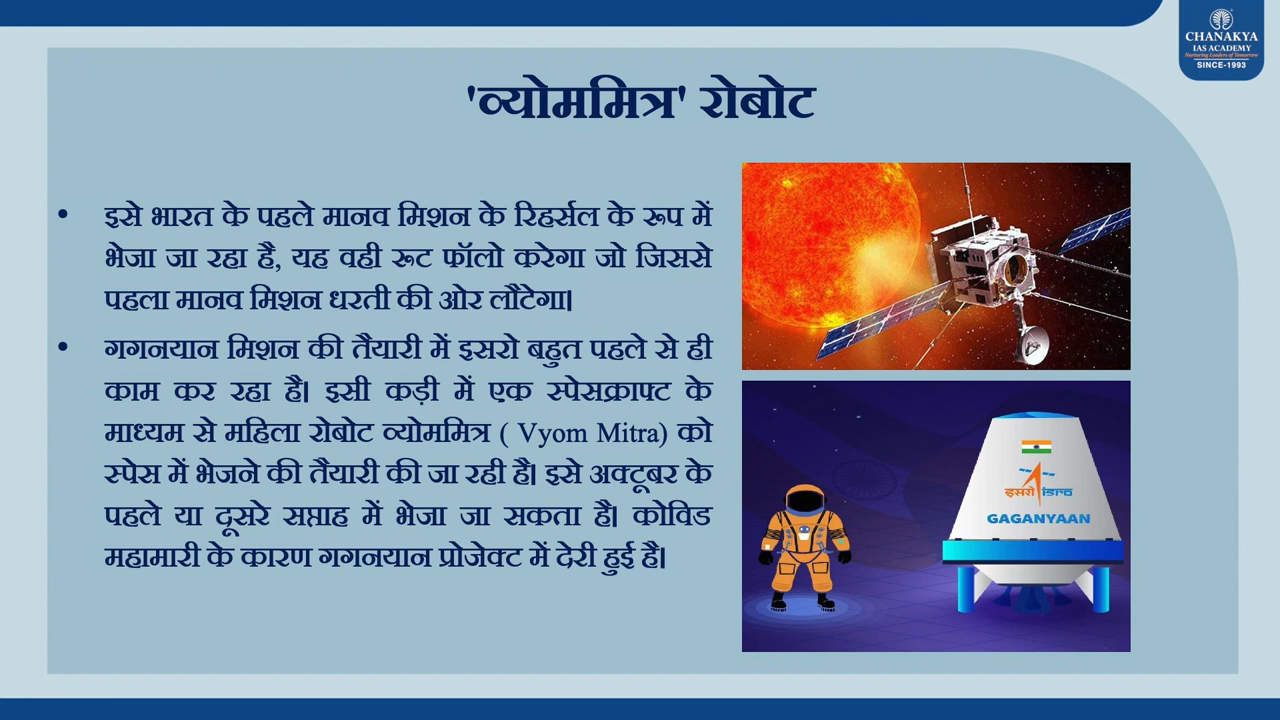 CHANAKYA
IAS ACADEMY
Nurturing Leaders of Tomorrow
SINCE-1993
'व्योममित्र' रोबोट
• इसे भारत के पहले मानव मिशन के रिहर्सल के रूप में
भेजा जा रहा है, यह वही रूट फॉलो करेगा जो जिससे
पहला मानव मिशन धरती की ओर लौटेगा।
• गगनयान मिशन की तैयारी में इसरो बहुत पहले से ही
काम कर रहा है। इसी कड़ी में एक स्पेसक्राफ्ट के
माध्यम से महिला रोबोट व्योममित्र ( Vyom Mitra) को
स्पेस में भेजने की तैयारी की जा रही है। इसे अक्टूबर के
पहले या दूसरे सप्ताह में भेजा जा सकता है। कोविड
महामारी के कारण गगनयान प्रोजेक्ट में देरी हुई है।
इसरो isro
GAGANYAAN